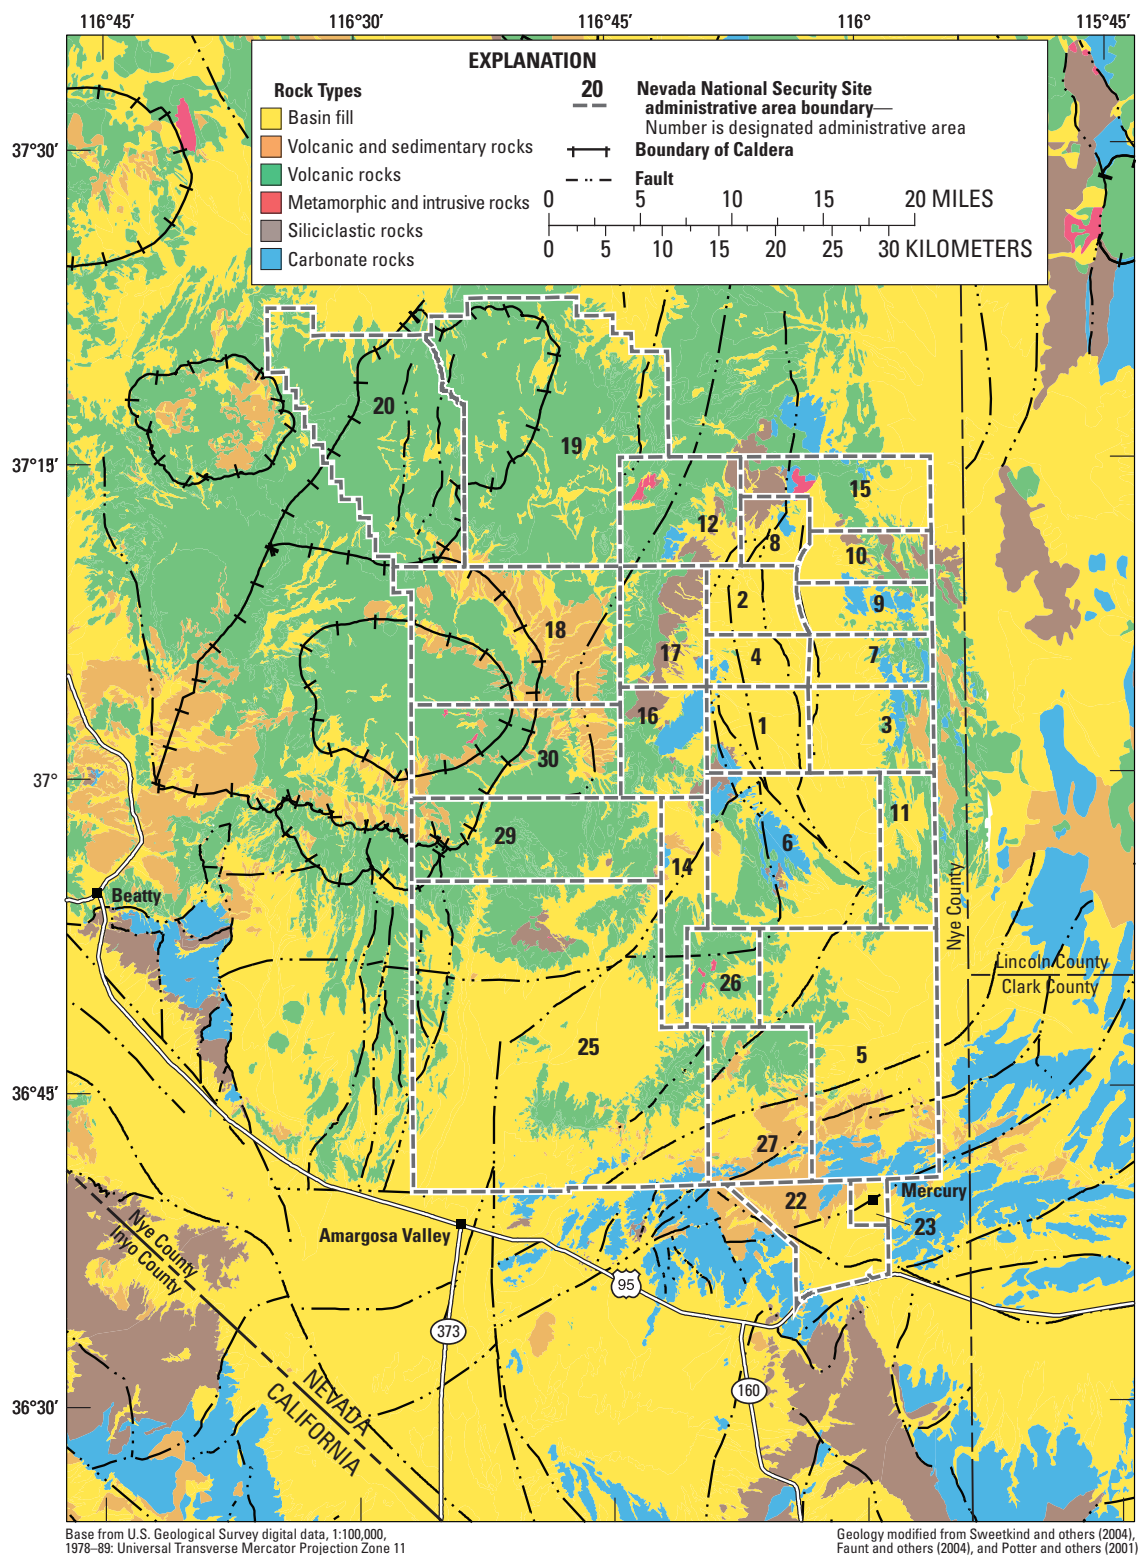 116°45′ 116°30′ 116°45′ 116° 115°45′
EXPLANATION
Rock Types
Basin fill
Volcanic and sedimentary rocks
Volcanic rocks
Metamorphic and intrusive rocks
Siliciclastic rocks
Carbonate rocks
20 Nevada National Security Site
administrative area boundary—
Number is designated administrative area
Boundary of Caldera
Fault
0 5 10 15 20 MILES
0 5 10 15 20 25 30 KILOMETERS
37°30′
37°15′
37°
36°45′
36°30′
20
19
15
12
8
10
2
9
18
17
4
7
16
1
3
30
11
29
6
14
Beatty
Nye County
Lincoln County
Clark County
26
25
5
27
22
Mercury
23
Amargosa Valley
Nye County
Inyo County
95
373
160
NEVADA
CALIFORNIA
Base from U.S. Geological Survey digital data, 1:100,000,
1978–89: Universal Transverse Mercator Projection Zone 11
Geology modified from Sweetkind and others (2004),
Faunt and others (2004), and Potter and others (2001)